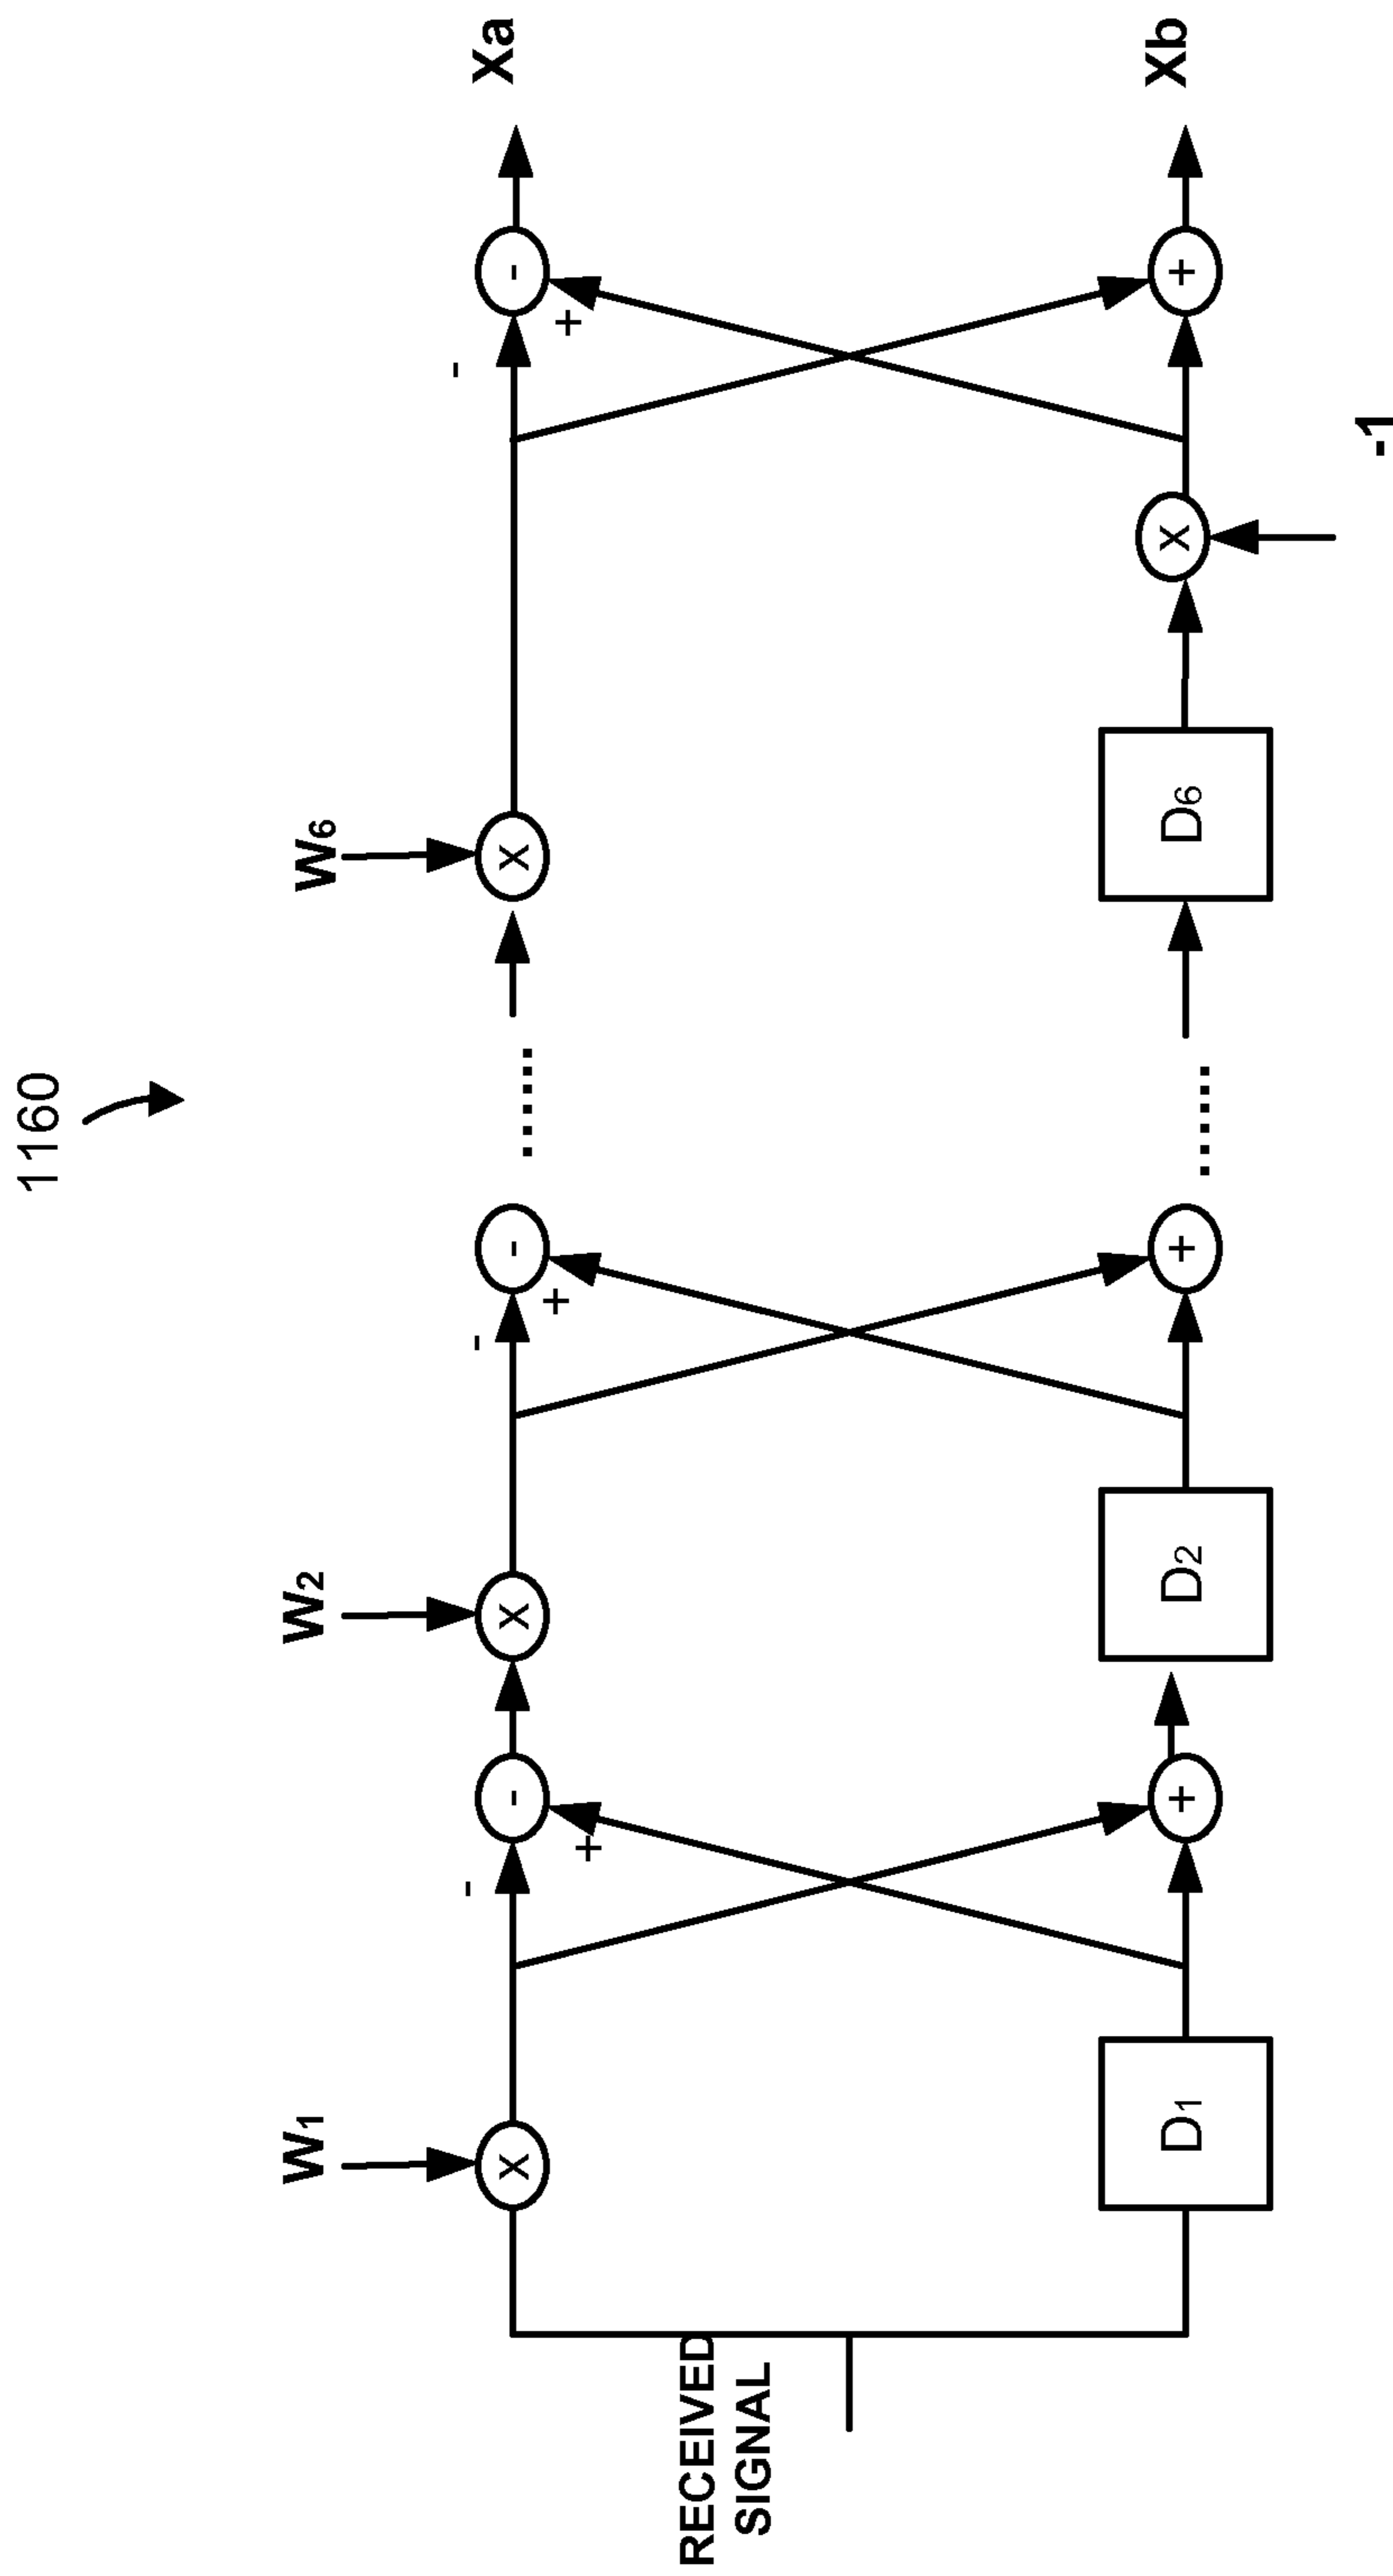 1160
W1
W2
W6
X
-
X
-
X
-
Xa
-
+
-
+
-
+
......
RECEIVED
SIGNAL
......
D1
+
D2
+
D6
X
+
Xb
-1